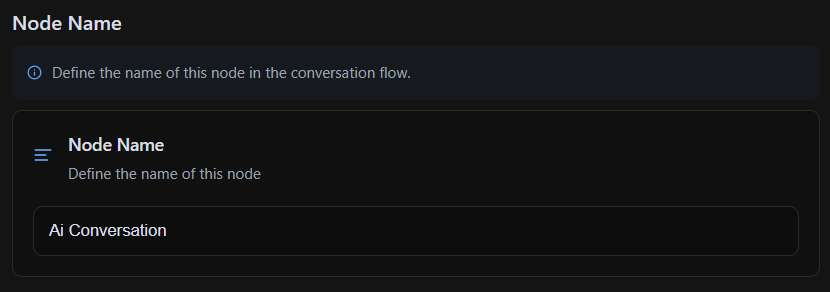 Node Name
Define the name of this node in the conversation flow.
Node Name
Define the name of this node
Ai Conversation